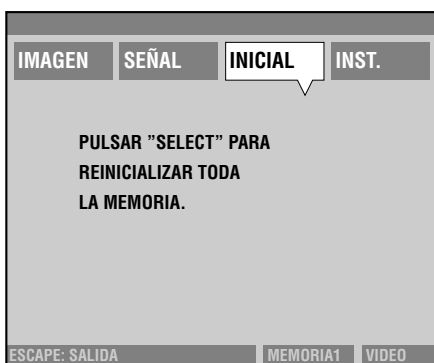 IMAGEN SEÑAL INICIAL INST.
PULSAR ”SELECT” PARA
REINICIALIZAR TODA
LA MEMORIA.
ESCAPE: SALIDA MEMORIA1 VIDEO